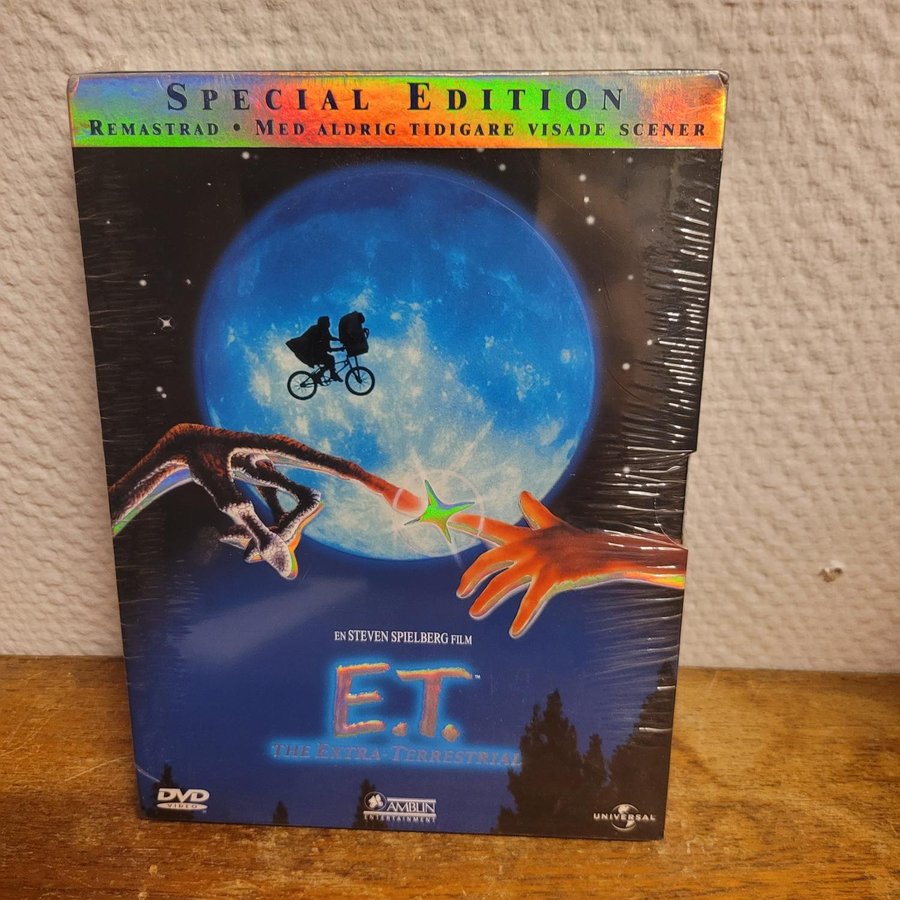 SPECIAL EDITION
REMASTRAD • MED ALDRIG TIDIGARE VISADE SCENER
EN STEVEN SPIELBERG FILM
E.T.™
THE EXTRA-TERRESTRIAL
DVD
VIDEO
AMBLIN
ENTERTAINMENT
UNIVERSAL